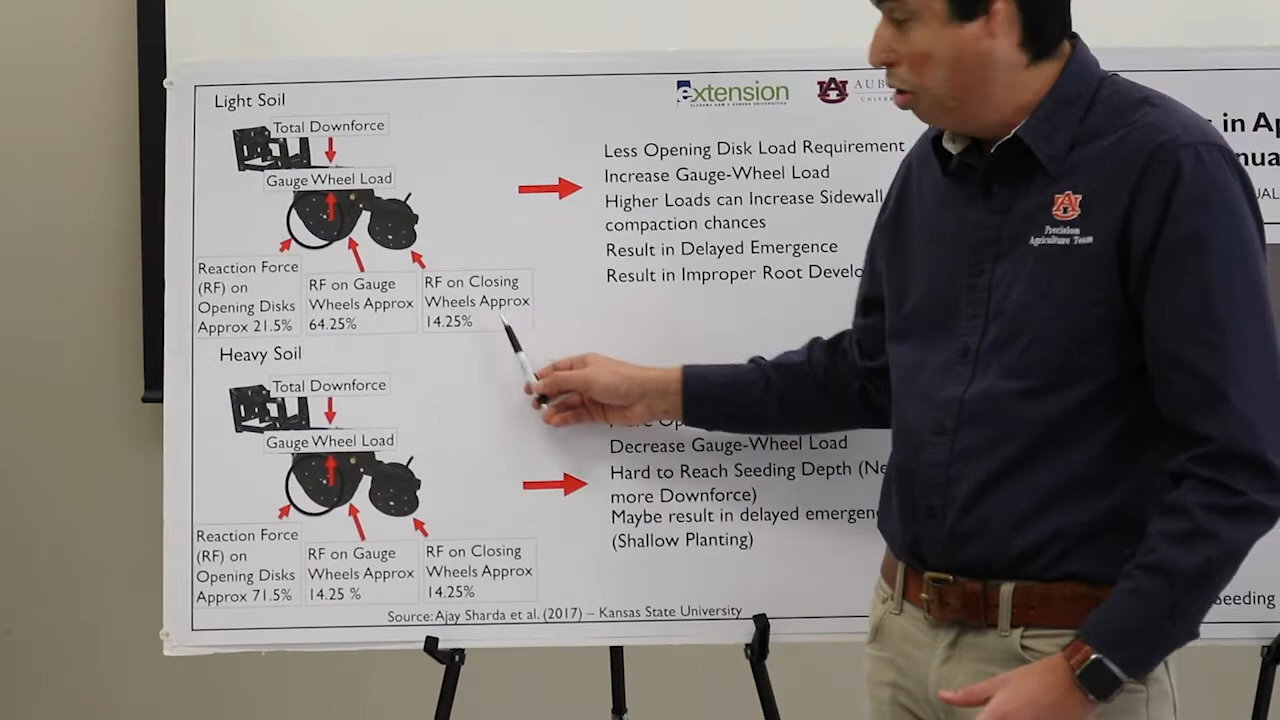 Light Soil
Total Downforce
Gauge Wheel Load
Reaction Force
(RF) on
Opening Disks
Approx 21.5%
RF on Gauge
Wheels Approx
64.25%
RF on Closing
Wheels Approx
14.25%
extension
ALABAMA A&M & AUBURN UNIVERSITIES
Less Opening Disk Load Requirement
Increase Gauge-Wheel Load
Higher Loads can Increase Sidewall
compaction chances
Result in Delayed Emergence
Result in Improper Root
Heavy Soil
Total Downforce
Gauge Wheel Load
Reaction Force
(RF) on
Opening Disks
Approx 71.5%
RF on Gauge
Wheels Approx
14.25 %
RF on Closing
Wheels Approx
14.25%
Decrease Gauge-Wheel Load
Hard to Reach Seeding Depth
more Downforce)
Maybe result in delayed
(Shallow Planting)
Source: Ajay Sharda et al. (2017) – Kansas State University
in
Seeding
AU
Precision
Agriculture Team